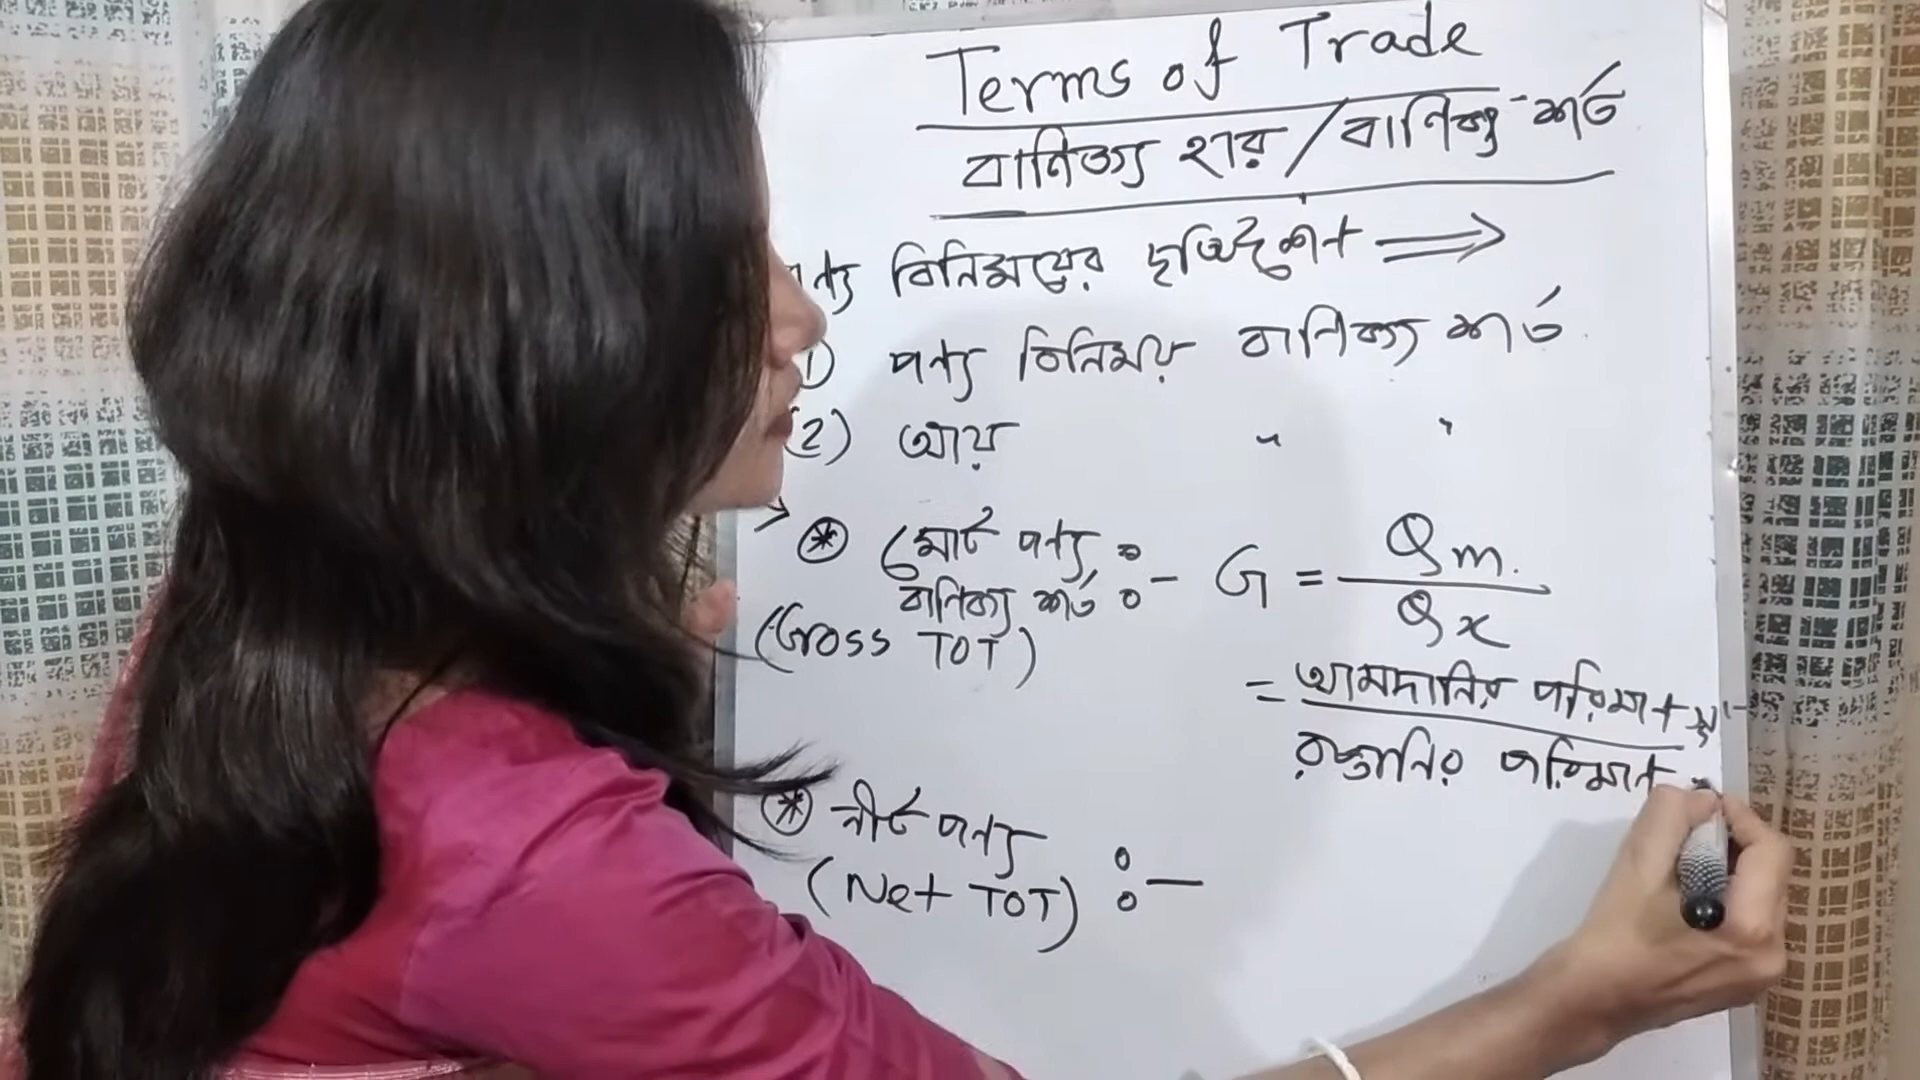 Terms of Trade
বাণিজ্য হার / বাণিজ্য-শর্ত
বিনিময়ের দৃষ্টিকোণ ⟹
1) পণ্য বিনিময় বাণিজ্য শর্ত
(2) আয় " "
→ ⊛ মোট পণ্য
বাণিজ্য শর্ত :- G = Qm. / Qx
(Gross TOT)
= আমদানির পরিমাণ
রপ্তানির পরিমাণ
⊛ নীট পণ্য
(Net TOT) :-